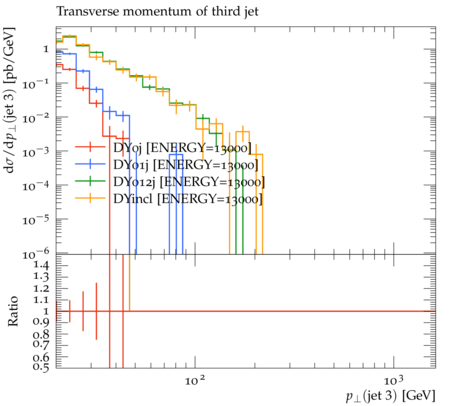 Transverse momentum of third jet
dσ/dp⊥(jet 3) [pb/GeV]
1
10⁻¹
10⁻²
10⁻³
10⁻⁴
10⁻⁵
10⁻⁶
DY0j [ENERGY=13000]
DY01j [ENERGY=13000]
DY012j [ENERGY=13000]
DYincl [ENERGY=13000]
Ratio
1.4
1.3
1.2
1.1
1
0.9
0.8
0.7
0.6
0.5
10²
10³
p⊥(jet 3) [GeV]